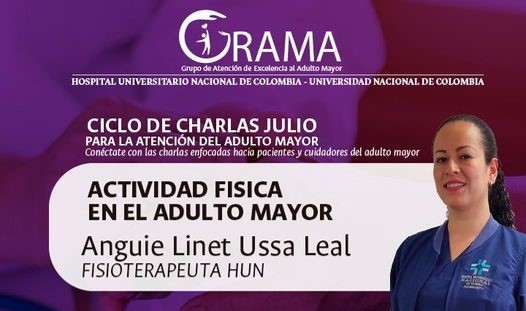 GRAMA
Grupo de Atención de Excelencia al Adulto Mayor
HOSPITAL UNIVERSITARIO NACIONAL DE COLOMBIA - UNIVERSIDAD NACIONAL DE COLOMBIA
CICLO DE CHARLAS JULIO
PARA LA ATENCIÓN DEL ADULTO MAYOR
Conéctate con las charlas enfocadas hacia pacientes y cuidadores del adulto mayor
ACTIVIDAD FISICA
EN EL ADULTO MAYOR
Anguie Linet Ussa Leal
FISIOTERAPEUTA HUN
NACIONAL